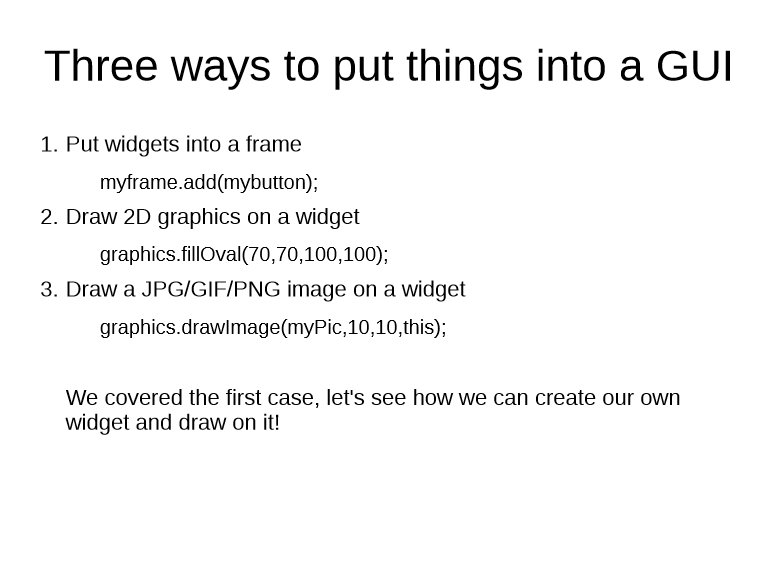 Three ways to put things into a GUI
1. Put widgets into a frame
myframe.add(mybutton);
2. Draw 2D graphics on a widget
graphics.fillOval(70,70,100,100);
3. Draw a JPG/GIF/PNG image on a widget
graphics.drawImage(myPic,10,10,this);
We covered the first case, let's see how we can create our own
widget and draw on it!